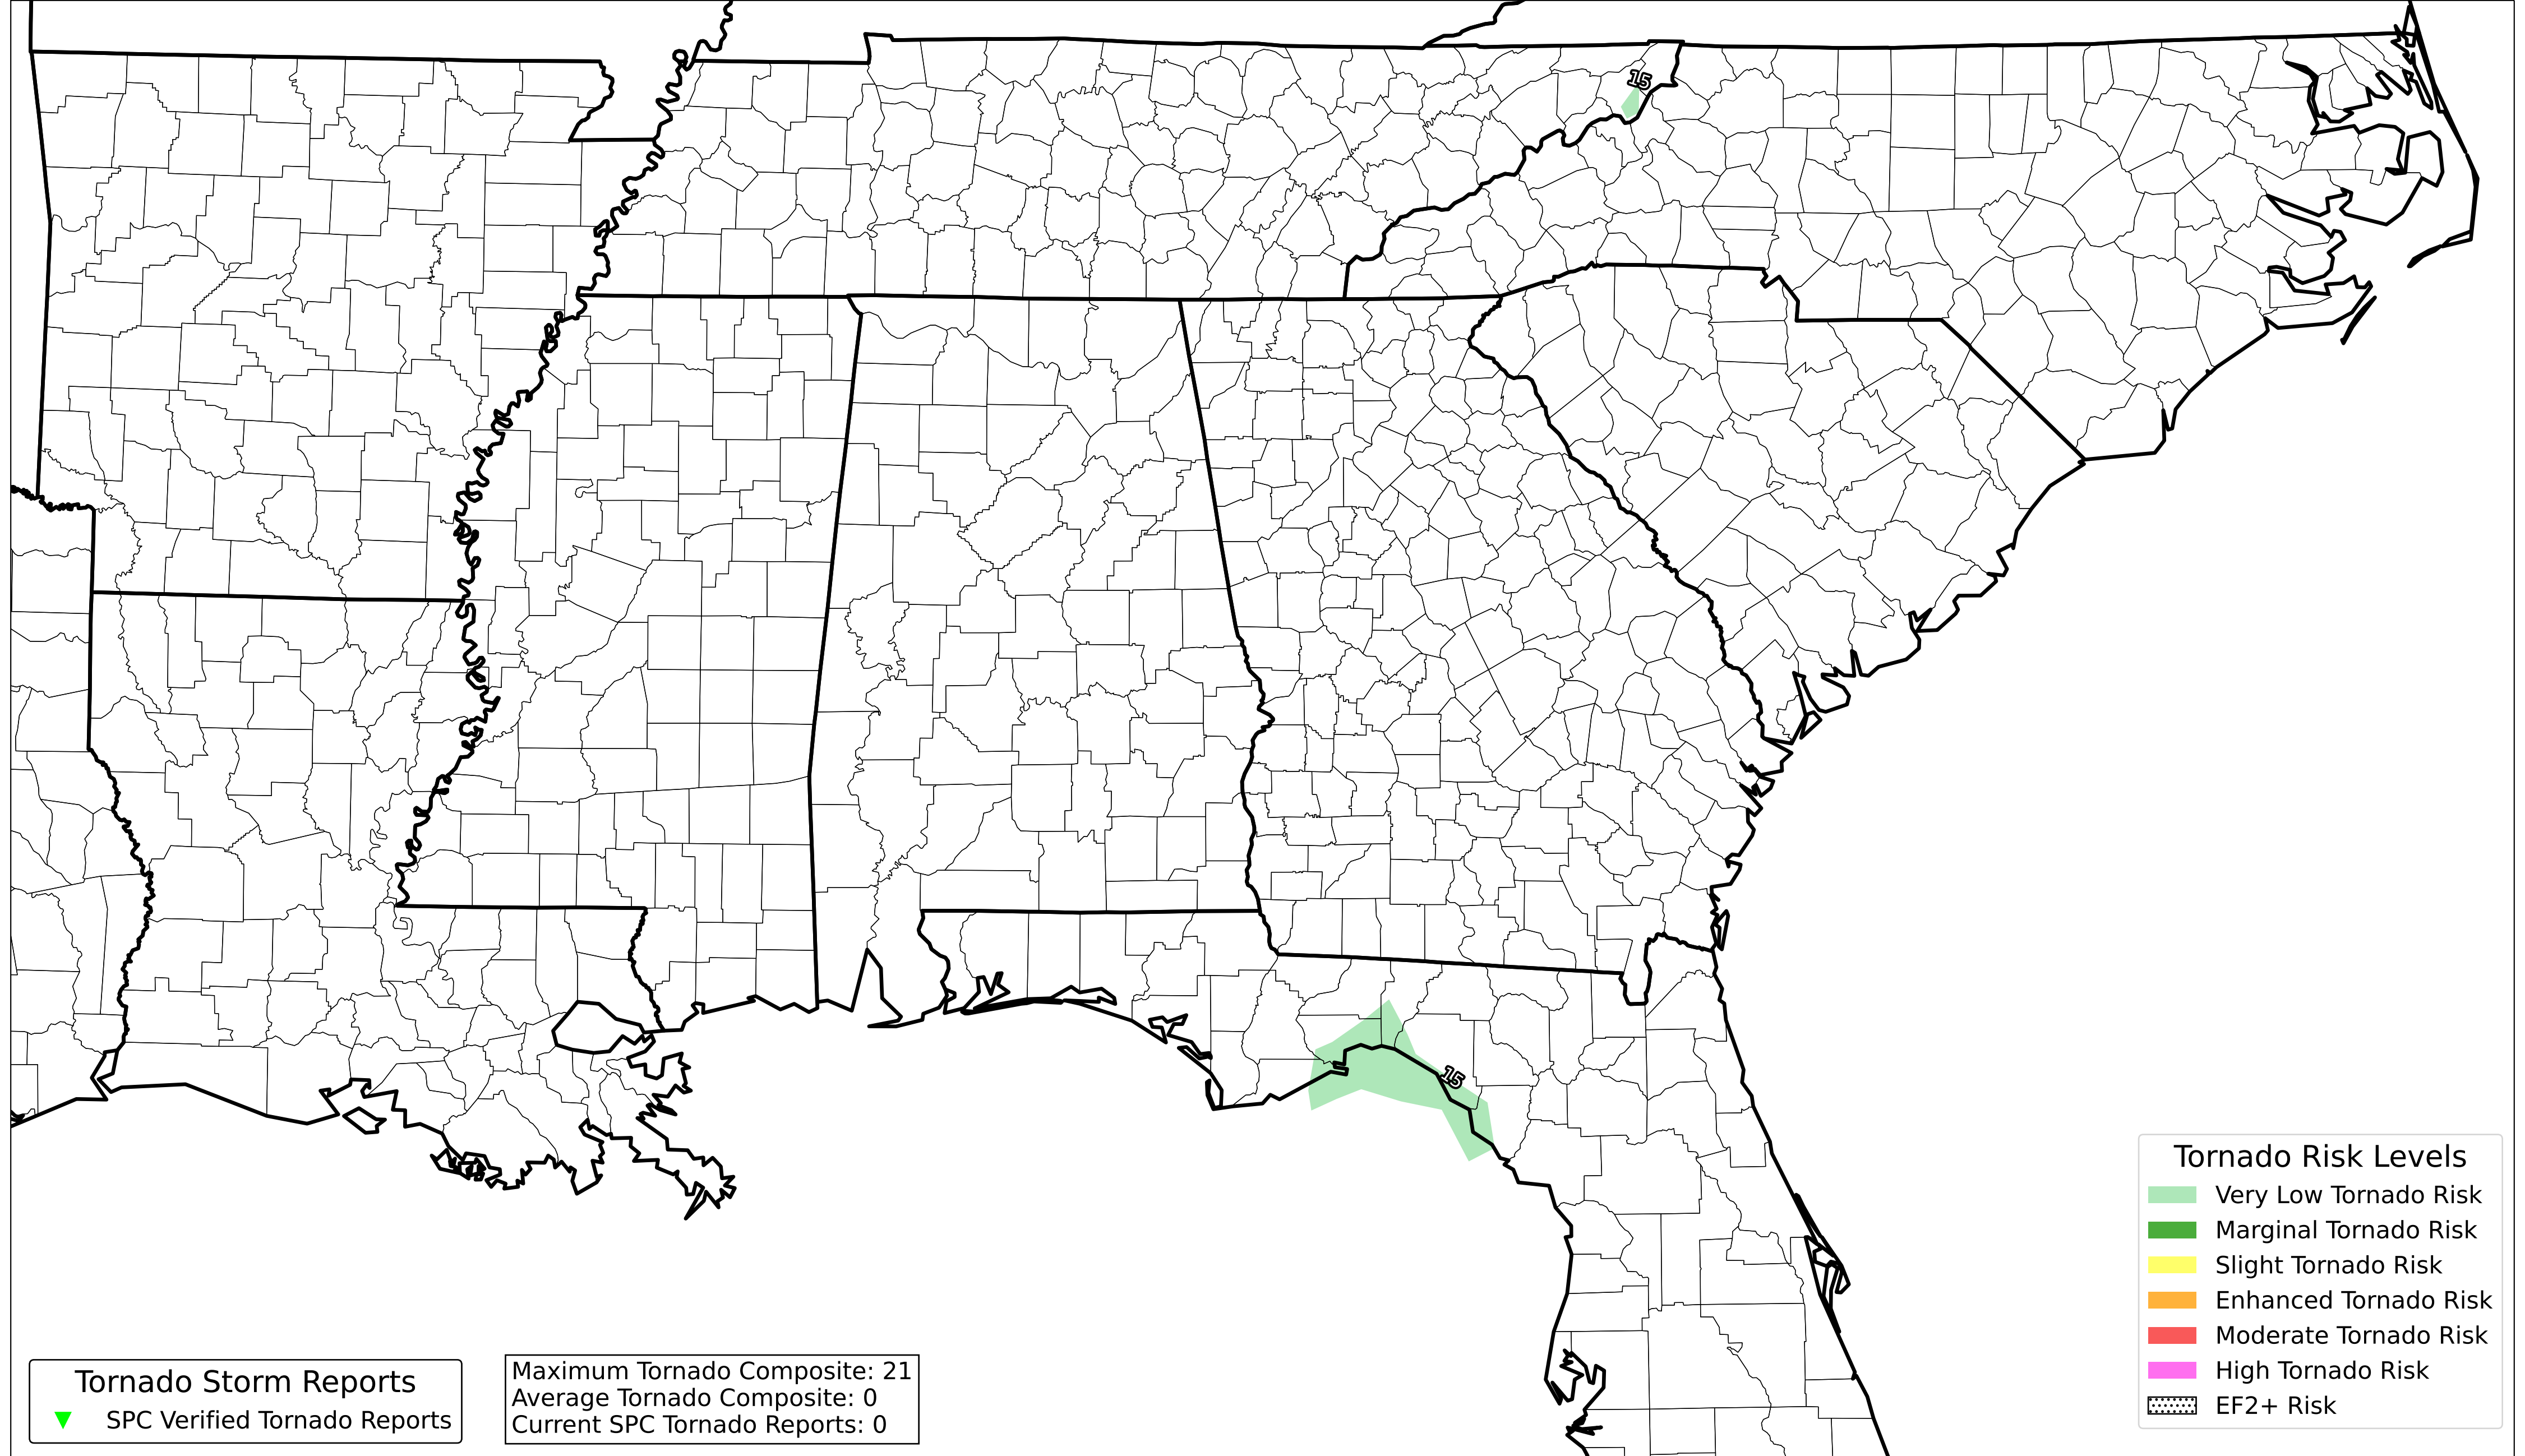 15
15
Tornado Risk Levels
Very Low Tornado Risk
Marginal Tornado Risk
Slight Tornado Risk
Enhanced Tornado Risk
Moderate Tornado Risk
High Tornado Risk
EF2+ Risk
Tornado Storm Reports
SPC Verified Tornado Reports
Maximum Tornado Composite: 21
Average Tornado Composite: 0
Current SPC Tornado Reports: 0